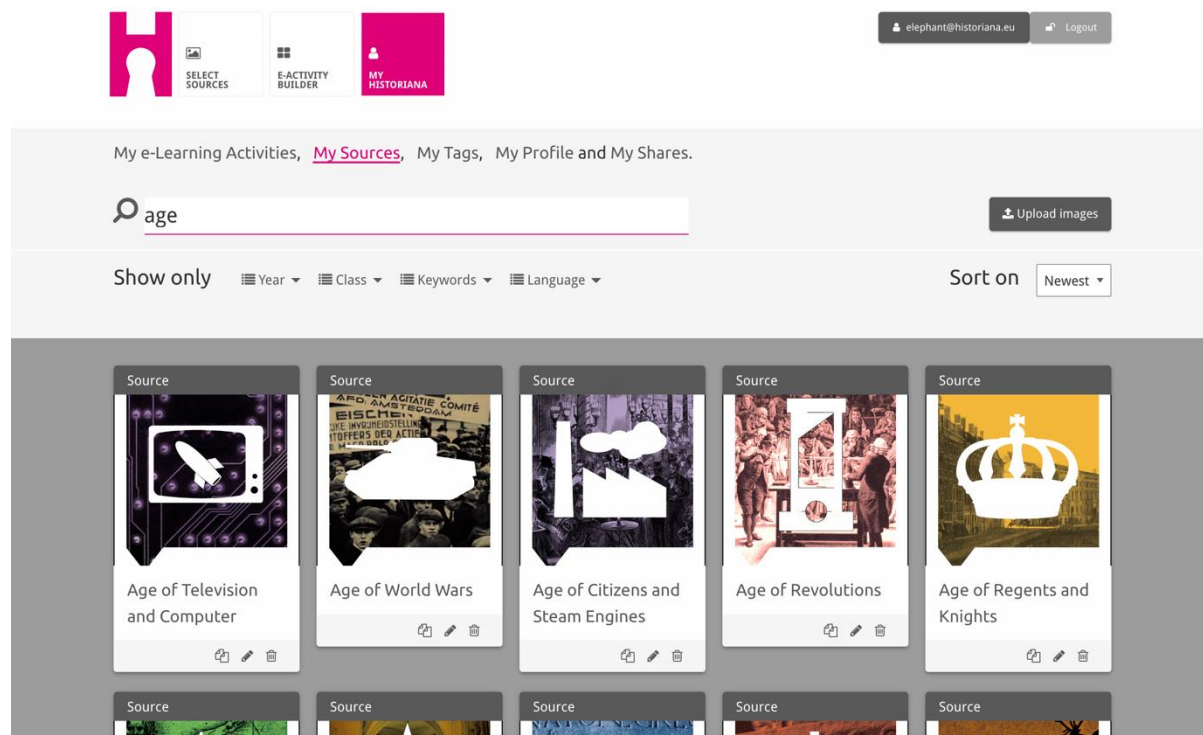 SELECT
SOURCES
E-ACTIVITY
BUILDER
MY
HISTORIANA
elephant@historiana.eu
Logout
My e-Learning Activities, My Sources, My Tags, My Profile and My Shares.
age
Upload images
Show only Year Class Keywords Language
Sort on Newest
Source
Source
Source
Source
Source
AGITATIE COMITÉ
AMSTERDAM
Age of Television
and Computer
Age of World Wars
Age of Citizens and
Steam Engines
Age of Revolutions
Age of Regents and
Knights
Source
Source
Source
Source
Source